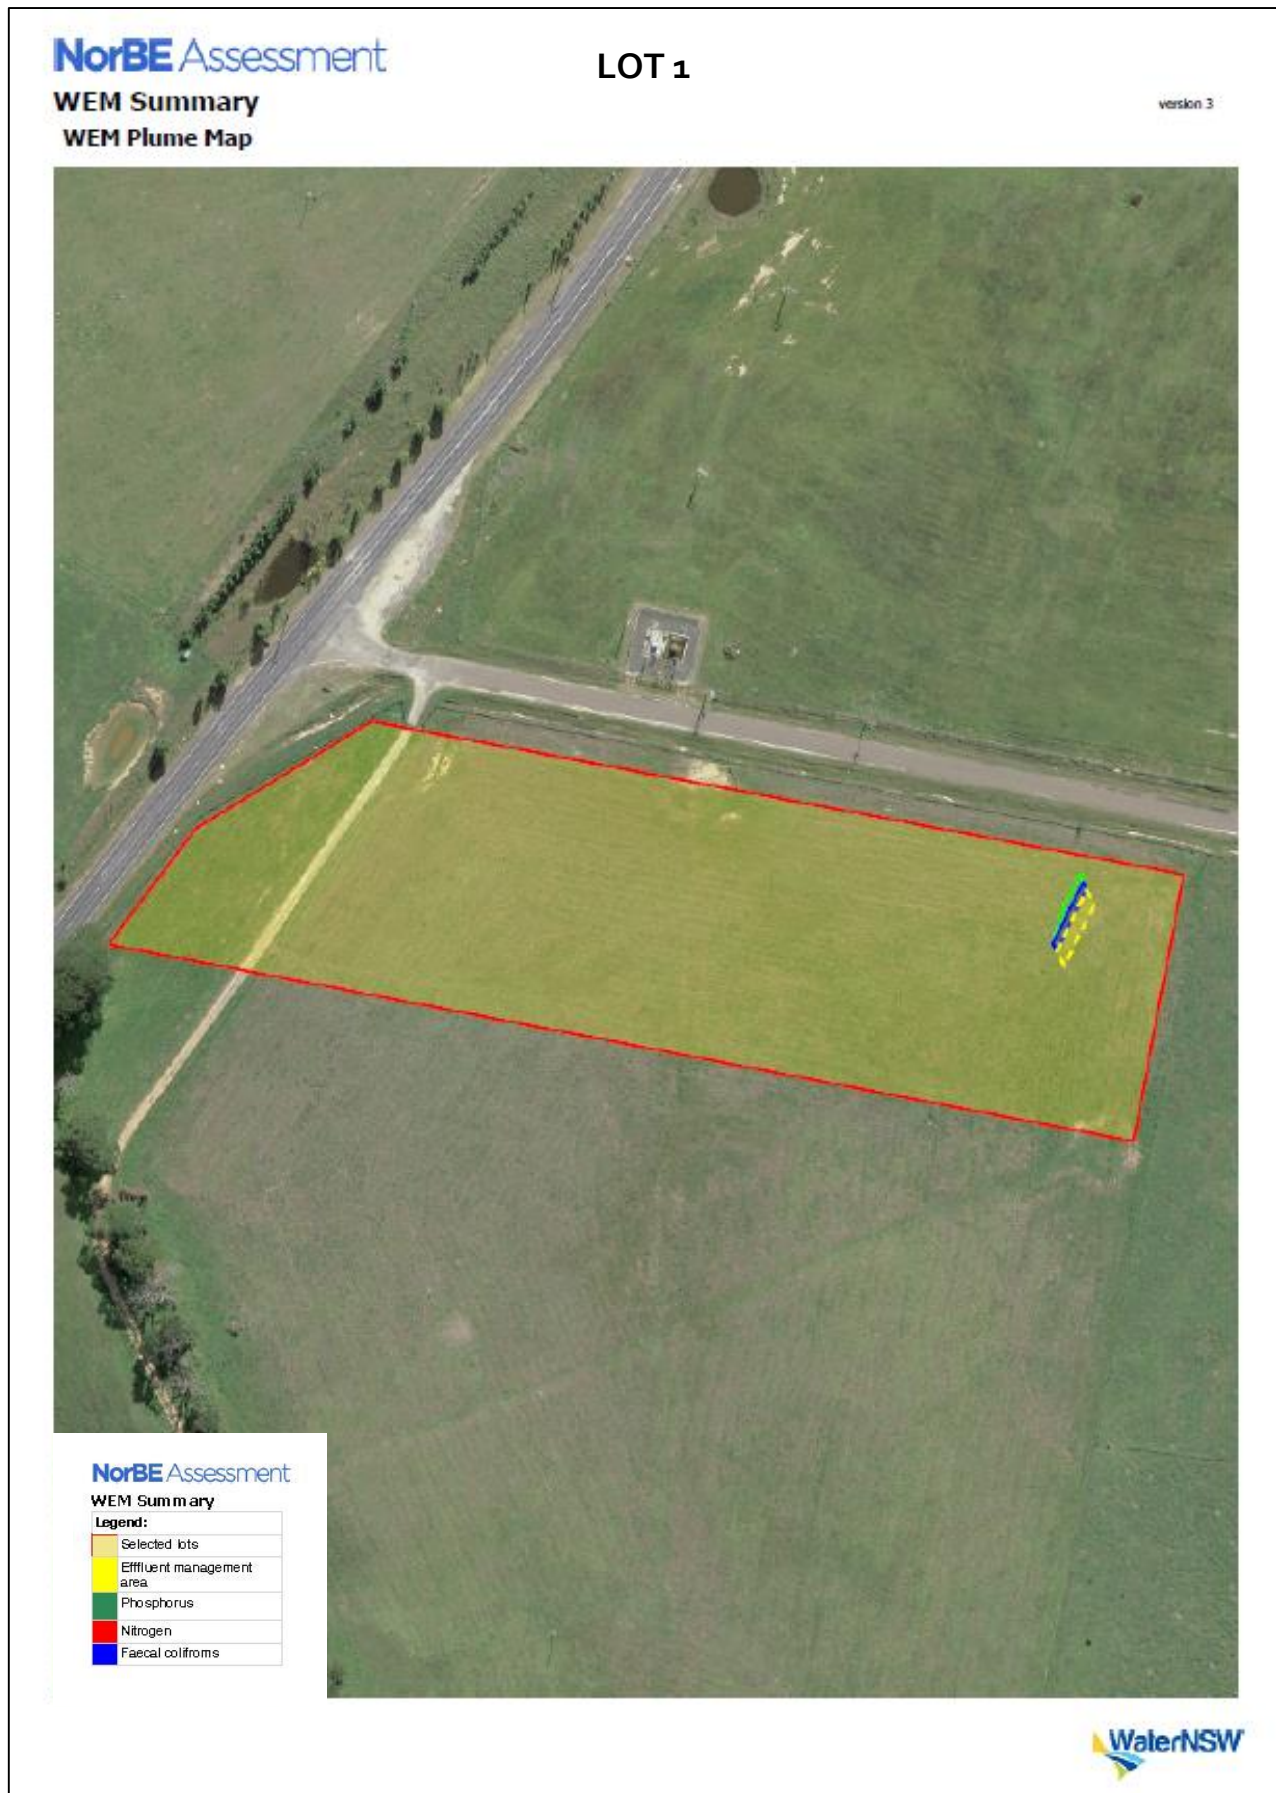 NorBE Assessment
LOT 1
WEM Summary
version 3
WEM Plume Map
NorBE Assessment
WEM Summary
Legend:
Selected lots
Efffluent management
area
Phosphorus
Nitrogen
Faecal colifroms
WaterNSW